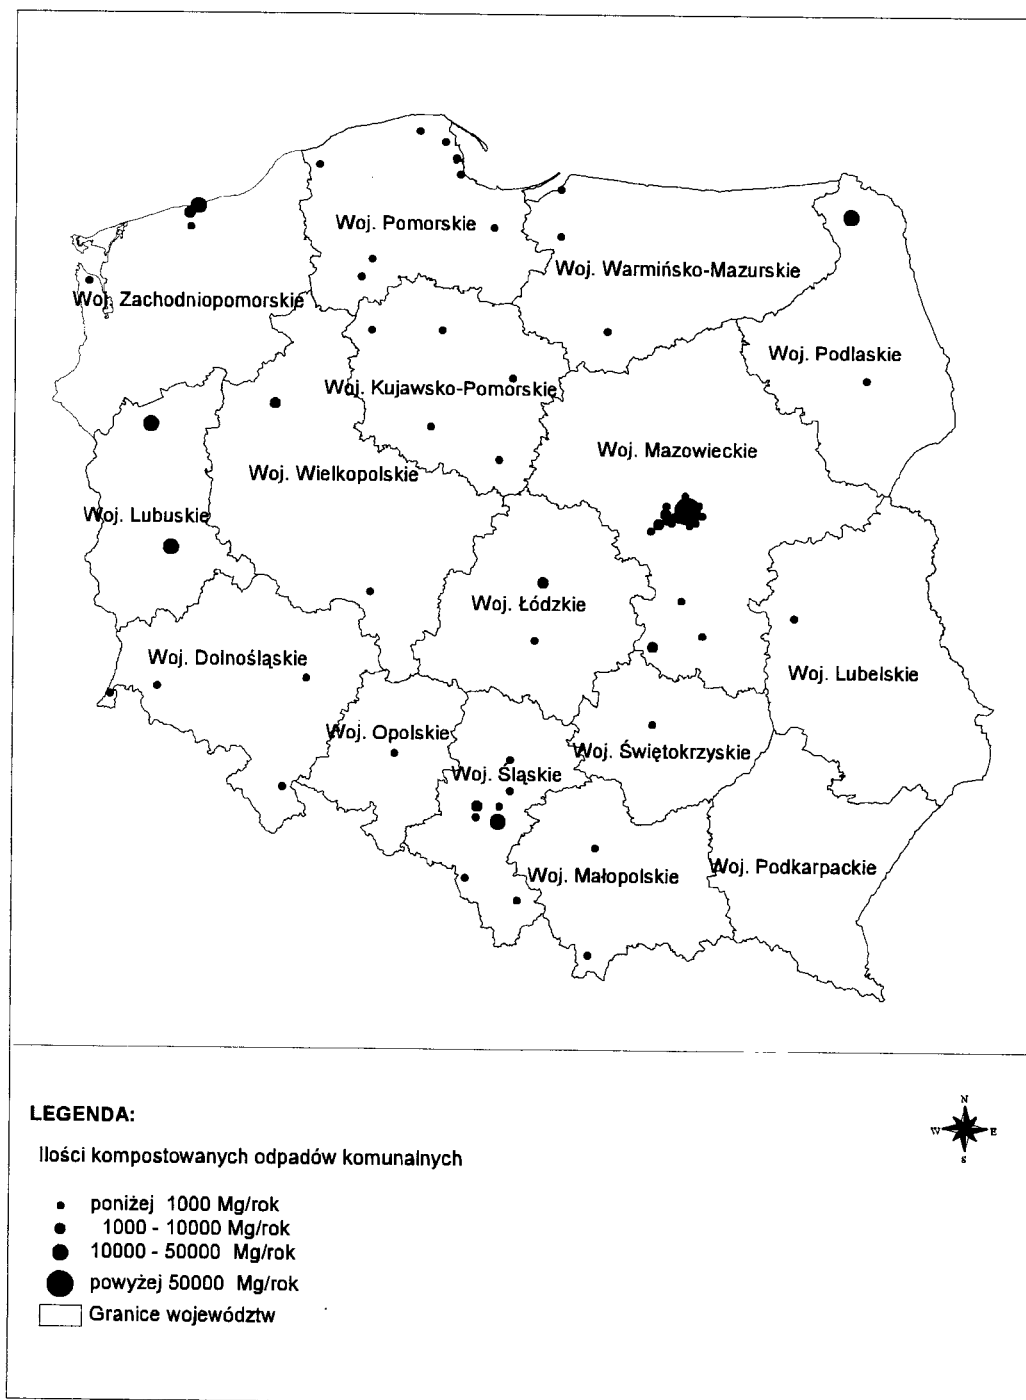 Woj. Pomorskie
Woj. Warmińsko-Mazurskie
Woj. Zachodniopomorskie
Woj. Podlaskie
Woj. Kujawsko-Pomorskie
Woj. Mazowieckie
Woj. Wielkopolskie
Woj. Lubuskie
Woj. Łódzkie
Woj. Dolnośląskie
Woj. Lubelskie
Woj. Opolskie
Woj. Świętokrzyskie
Woj. Śląskie
Woj. Małopolskie
Woj. Podkarpackie
LEGENDA:
N
W E
S
Ilości kompostowanych odpadów komunalnych
poniżej 1000 Mg/rok
1000 - 10000 Mg/rok
10000 - 50000 Mg/rok
powyżej 50000 Mg/rok
Granice województw